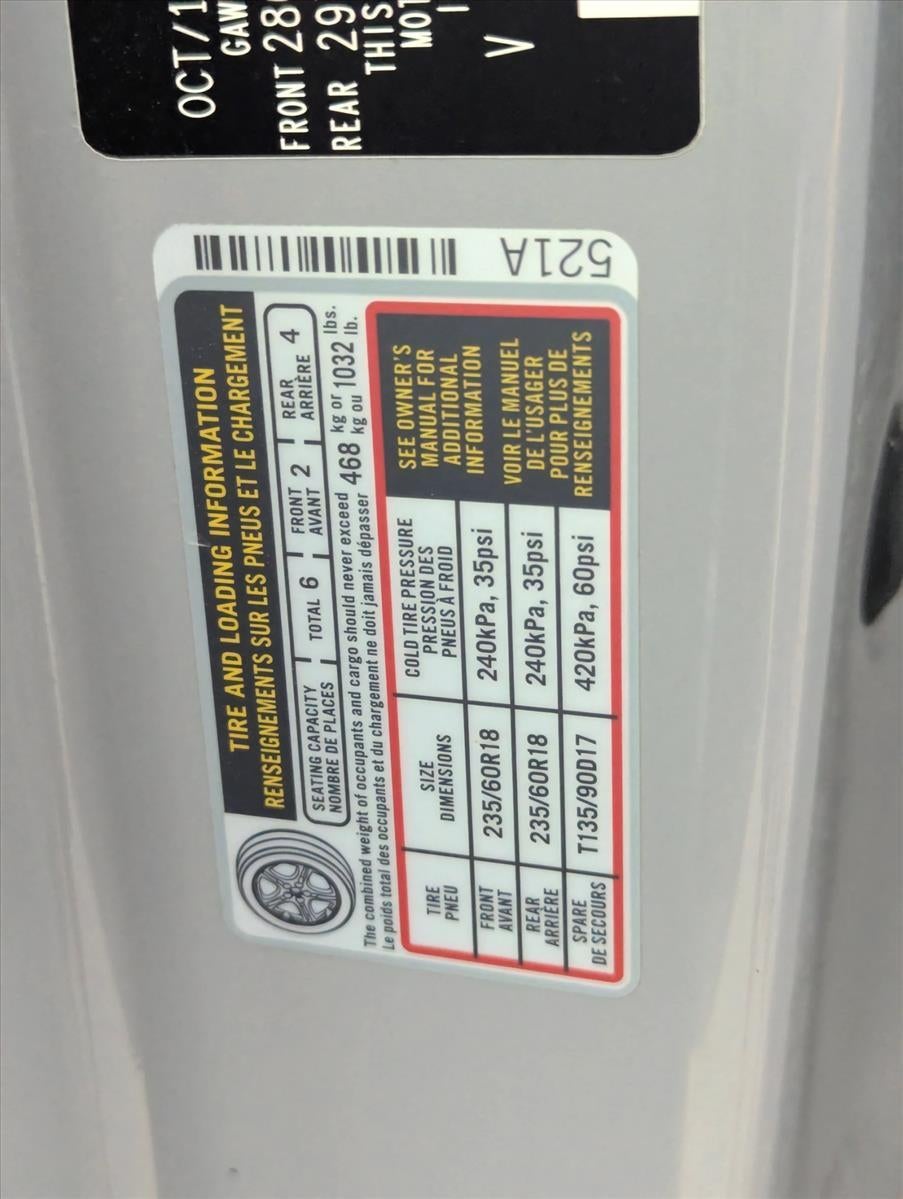 OCT/1
GAW
FRONT 28
REAR 29
THIS
MOT
V
521A
TIRE AND LOADING INFORMATION
RENSEIGNEMENTS SUR LES PNEUS ET LE CHARGEMENT
SEATING CAPACITY TOTAL 6 FRONT 2 REAR 4
NOMBRE DE PLACES AVANT ARRIÈRE
The combined weight of occupants and cargo should never exceed 468 kg or 1032 lbs.
Le poids total des occupants et du chargement ne doit jamais dépasser kg ou lb.
TIRE
PNEU
SIZE
DIMENSIONS
COLD TIRE PRESSURE
PRESSION DES
PNEUS À FROID
FRONT
AVANT
235/60R18
240kPa, 35psi
REAR
ARRIÈRE
235/60R18
240kPa, 35psi
SPARE
DE SECOURS
T135/90D17
420kPa, 60psi
SEE OWNER'S
MANUAL FOR
ADDITIONAL
INFORMATION
VOIR LE MANUEL
DE L'USAGER
POUR PLUS DE
RENSEIGNEMENTS